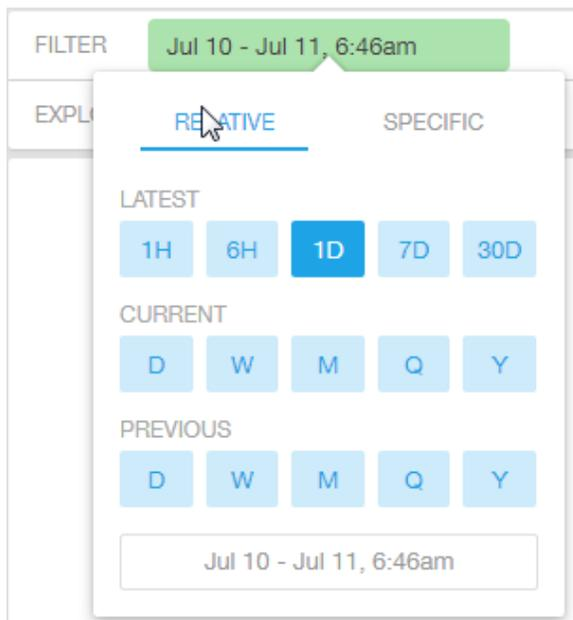 FILTER Jul 10 - Jul 11, 6:46am
EXPLO
RELATIVE SPECIFIC
LATEST
1H 6H 1D 7D 30D
CURRENT
D W M Q Y
PREVIOUS
D W M Q Y
Jul 10 - Jul 11, 6:46am